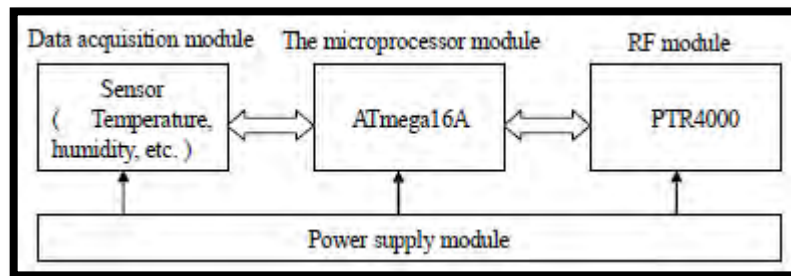 Data acquisition module
The microprocessor module
RF module
Sensor
( Temperature,
humidity, etc. )
ATmega16A
PTR4000
Power supply module